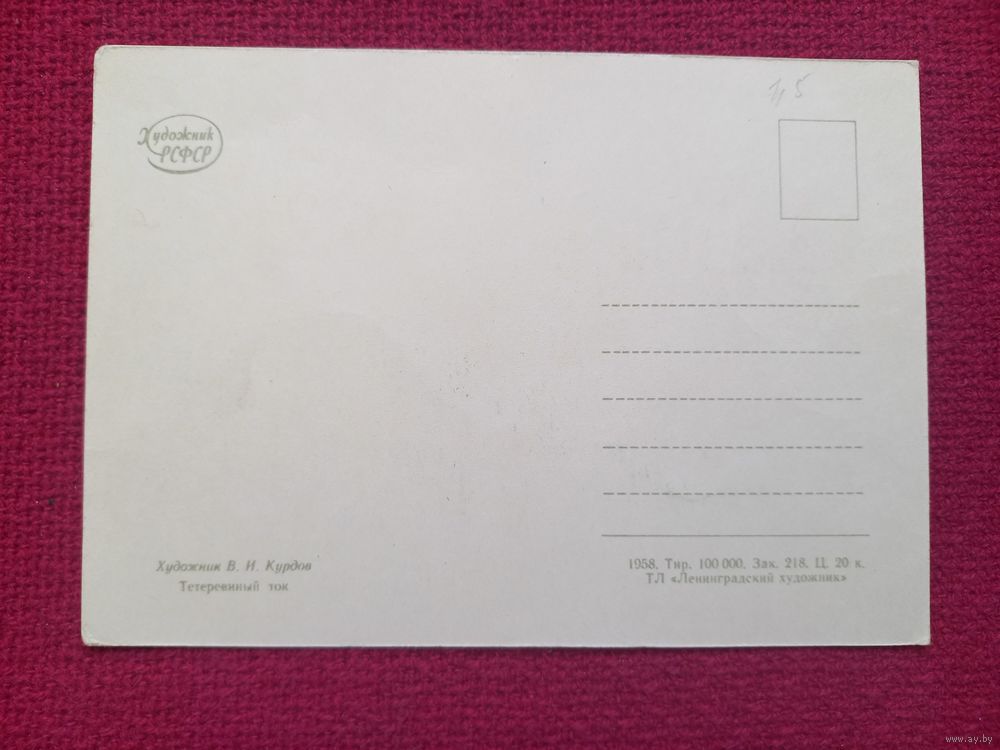 Художник
РСФСР
Художник В. И. Курдов
Тетеревиный ток
1958. Тир. 100 000. Зак. 218. Ц. 20 к.
ТЛ «Ленинградский художник»
www.ay.by